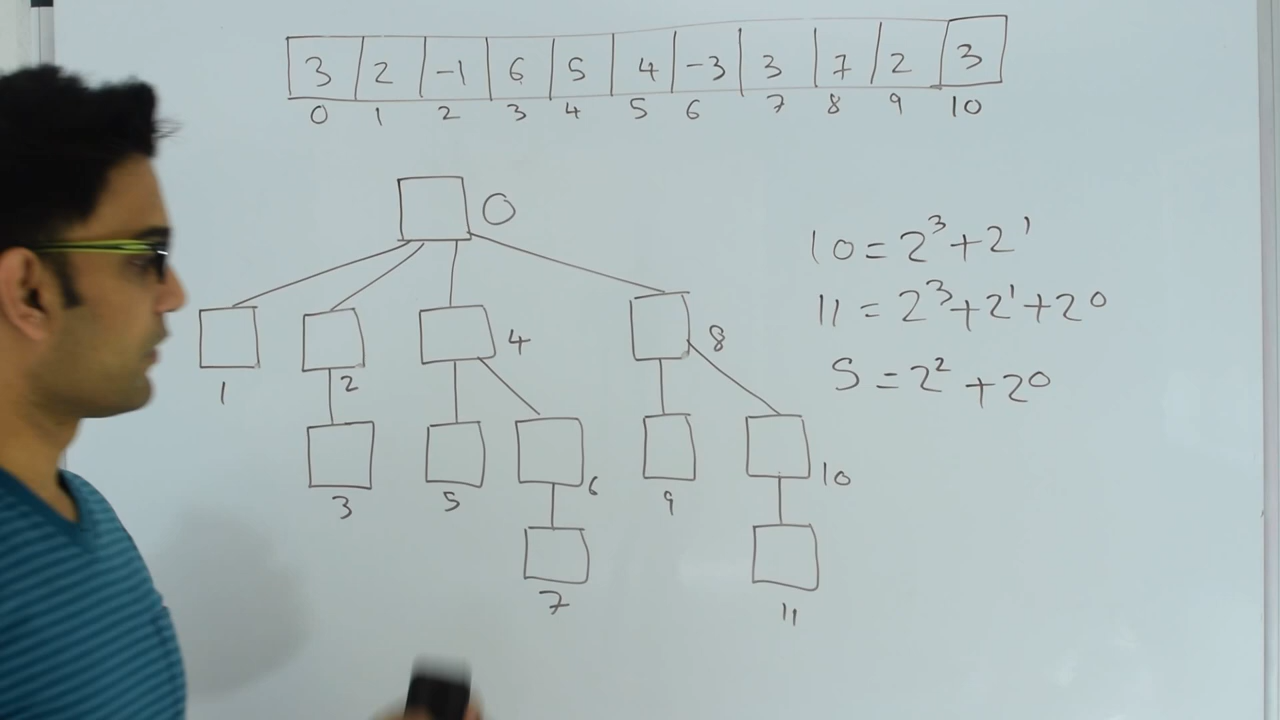 3 2 -1 6 5 4 -3 3 7 2 3
0 1 2 3 4 5 6 7 8 9 10
0
10 = 2³ + 2¹
11 = 2³ + 2¹ + 2⁰
4 8
5 = 2² + 2⁰
1 2
3 5 6 9 10
7 11